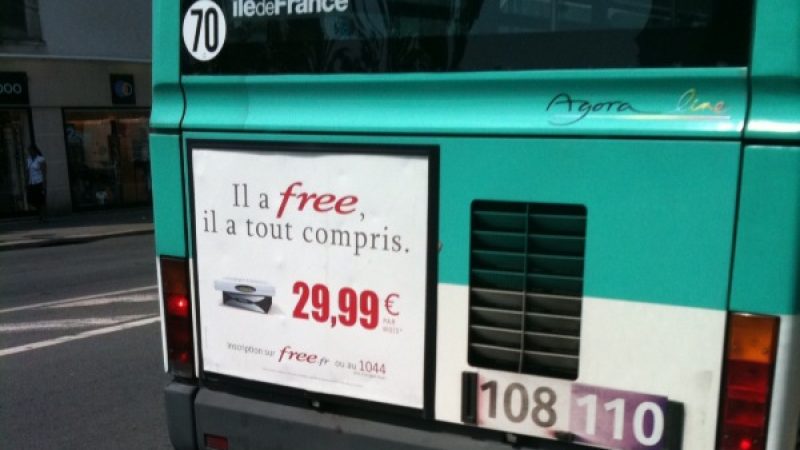 70
îledeFrance
Agora line
Il a free,
il a tout compris.
29,99€
PAR
MOIS*
Inscription sur free.fr ou au 1044
108 110